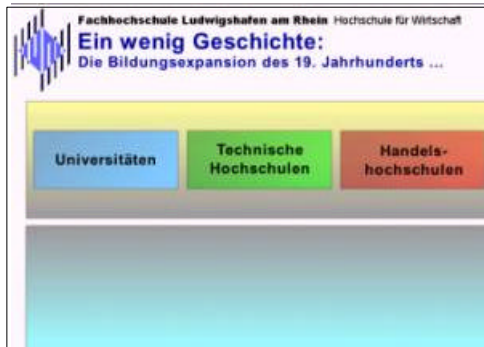 Fachhochschule Ludwigshafen am Rhein Hochschule für Wirtschaft
Ein wenig Geschichte:
Die Bildungsexpansion des 19. Jahrhunderts ...
Universitäten
Technische
Hochschulen
Handels-
hochschulen